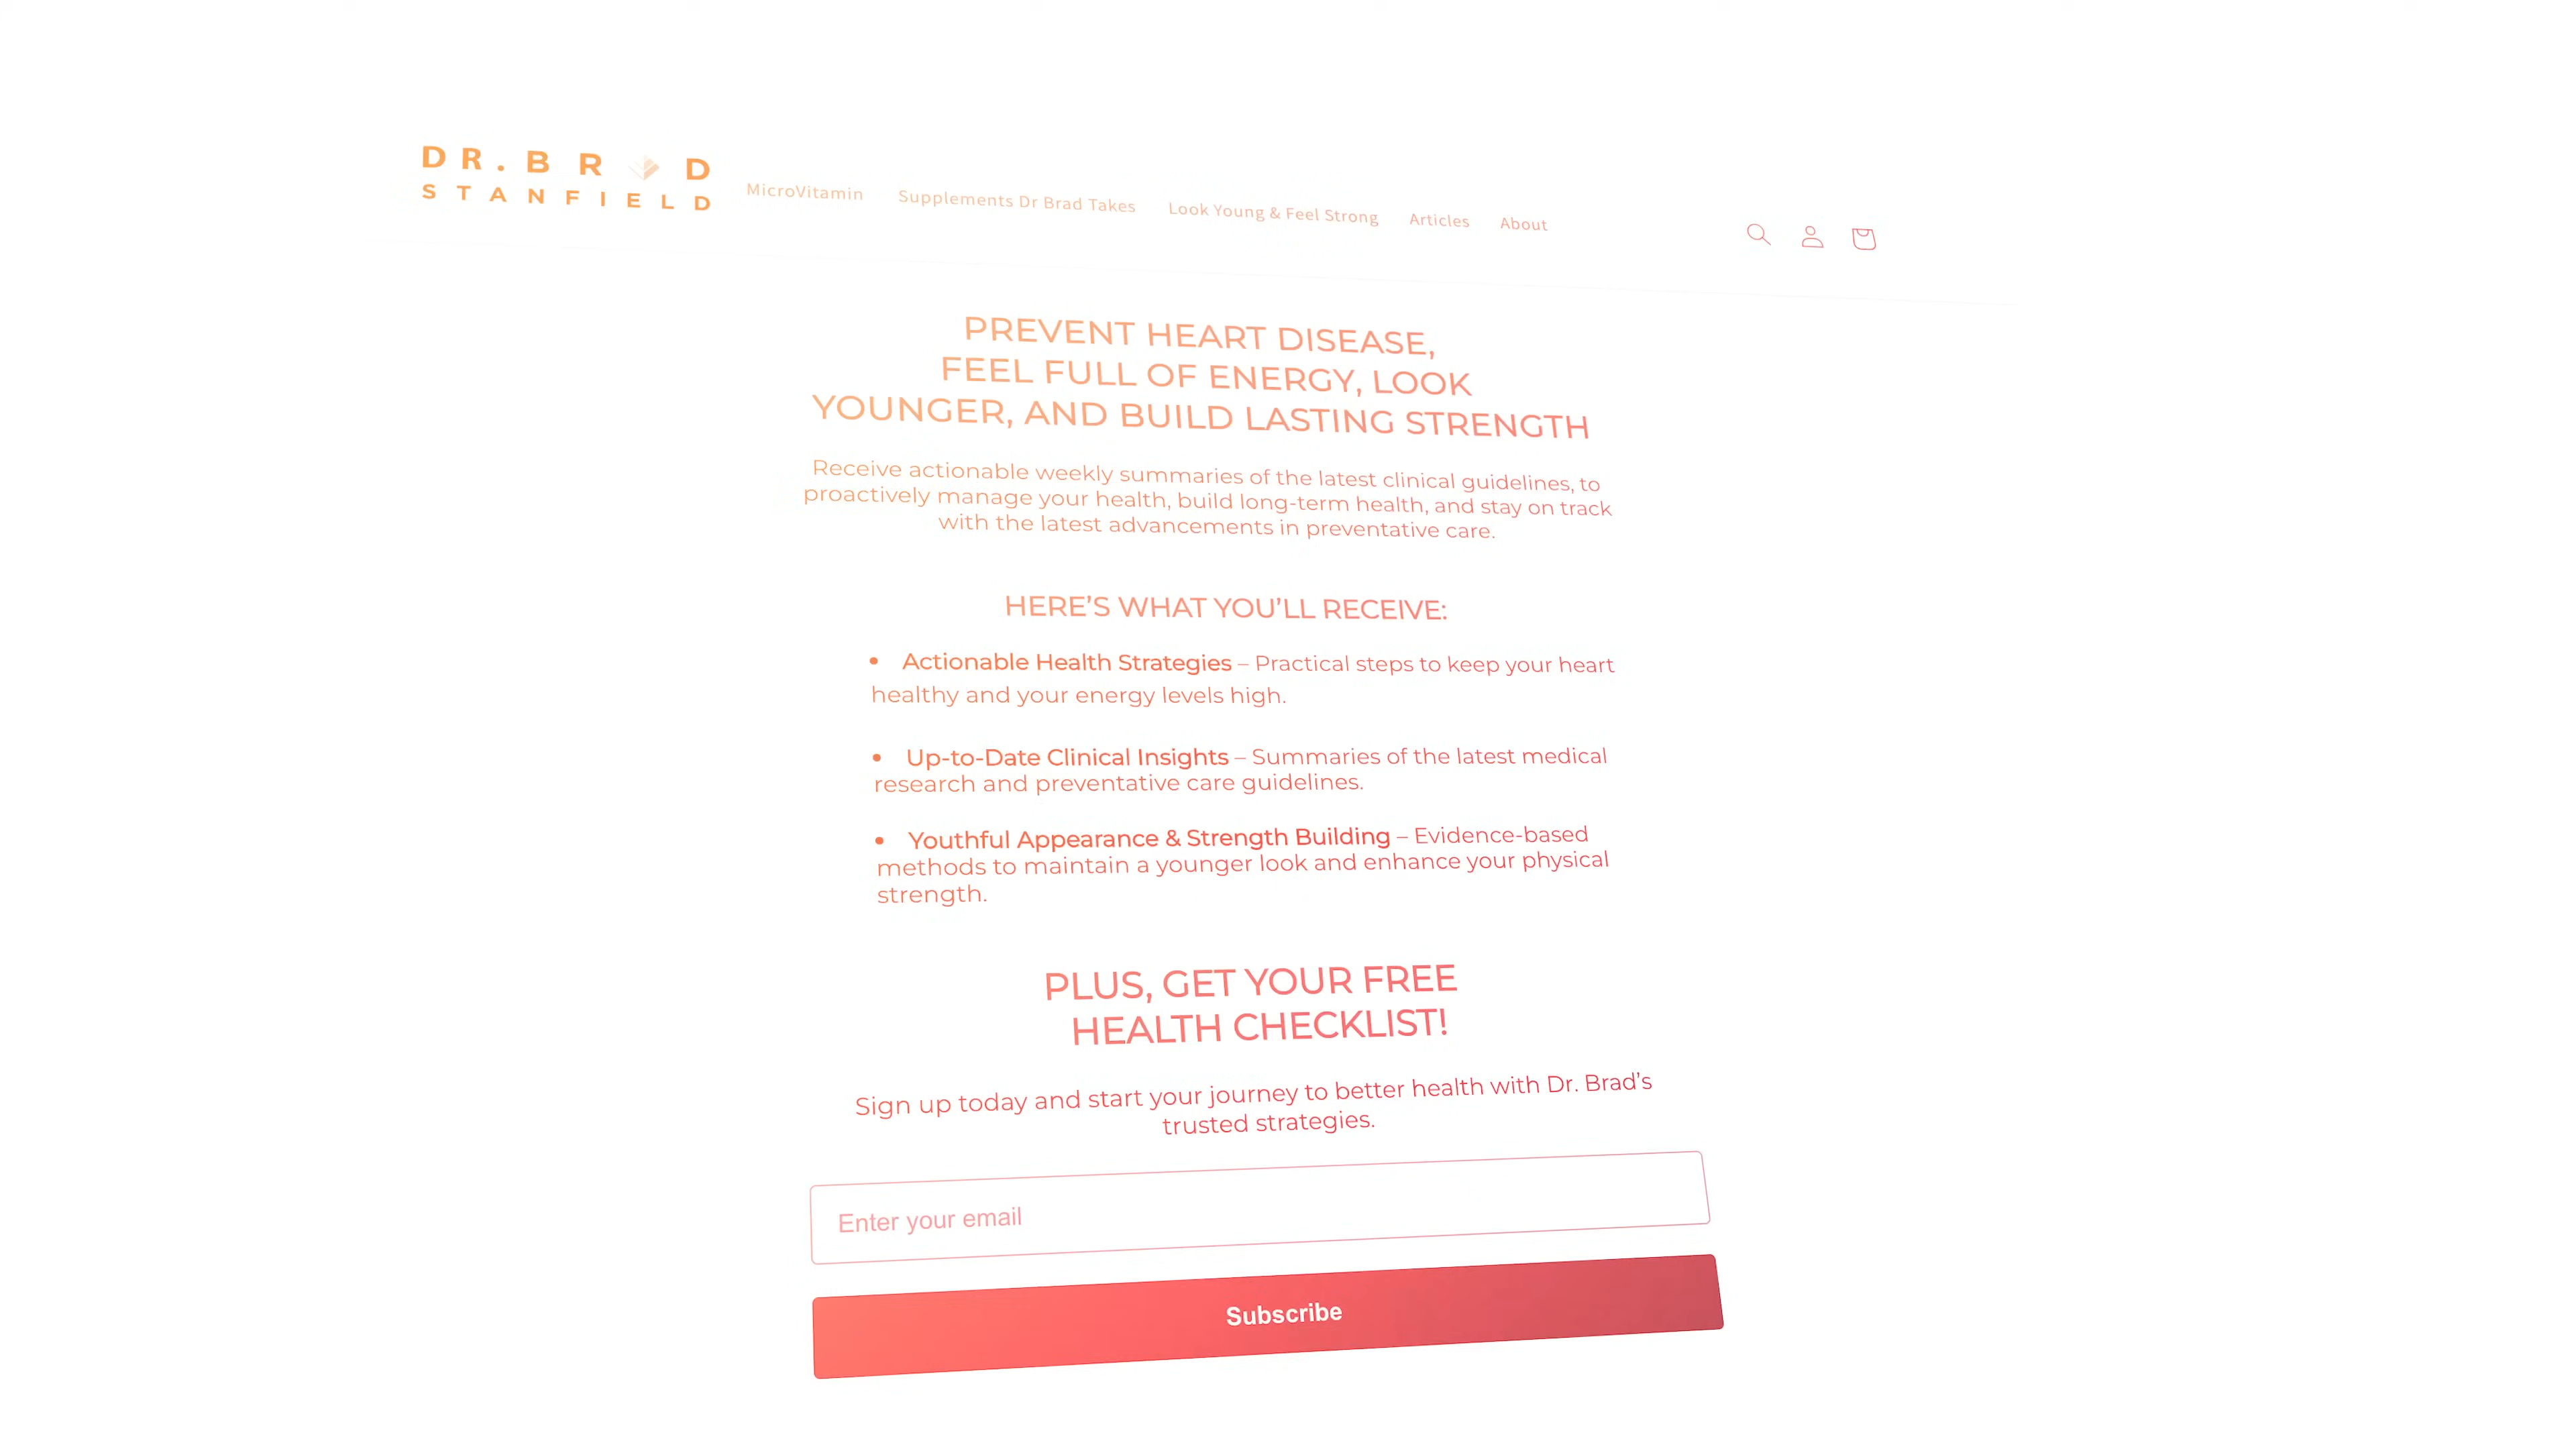 DR. BRAD
STANFIELD
MicroVitamin Supplements Dr Brad Takes Look Young & Feel Strong Articles About
PREVENT HEART DISEASE,
FEEL FULL OF ENERGY, LOOK
YOUNGER, AND BUILD LASTING STRENGTH
Receive actionable weekly summaries of the latest clinical guidelines, to
proactively manage your health, build long-term health, and stay on track
with the latest advancements in preventative care.
HERE’S WHAT YOU’LL RECEIVE:
• Actionable Health Strategies – Practical steps to keep your heart
healthy and your energy levels high.
• Up-to-Date Clinical Insights – Summaries of the latest medical
research and preventative care guidelines.
• Youthful Appearance & Strength Building – Evidence-based
methods to maintain a younger look and enhance your physical
strength.
PLUS, GET YOUR FREE
HEALTH CHECKLIST!
Sign up today and start your journey to better health with Dr. Brad’s
trusted strategies.
Enter your email
Subscribe